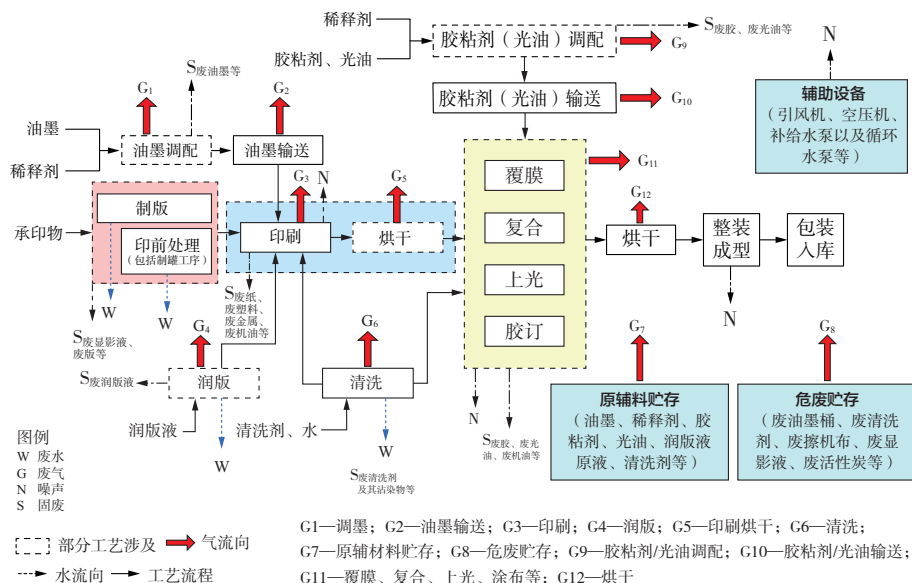 稀释剂
胶粘剂、光油
胶粘剂（光油）调配
G9
S废胶、废光油等
胶粘剂（光油）输送
G10
N
辅助设备
（引风机、空压机、
补给水泵以及循环
水泵等）
S废油墨等
G1
G2
油墨
稀释剂
油墨调配
油墨输送
G3
N
G5
G11
G12
承印物
制版
印前处理
（包括制罐工序）
印刷
烘干
覆膜
复合
上光
胶订
烘干
整装
成型
包装
入库
W
W
N
S废显影液、
废版等
S废纸、
废塑料、
废金属、
废机油等
G4
G6
G7
G8
S废润版液
润版
清洗
润版液
清洗剂、水
W
W
S废清洗剂
及其沾染物等
N
S废胶、废光
油、废机油等
原辅料贮存
（油墨、稀释剂、胶
粘剂、光油、润版液
原液、清洗剂等）
危废贮存
（废油墨桶、废清洗
剂、废擦机布、废显
影液、废活性炭等）
图例
W 废水
G 废气
N 噪声
S 固废
部分工艺涉及 气流向
水流向 工艺流程
G1—调墨；G2—油墨输送；G3—印刷；G4—润版；G5—印刷烘干；G6—清洗；
G7—原辅材料贮存；G8—危废贮存；G9—胶粘剂/光油调配；G10—胶粘剂/光油输送；
G11—覆膜、复合、上光、涂布等；G12—烘干